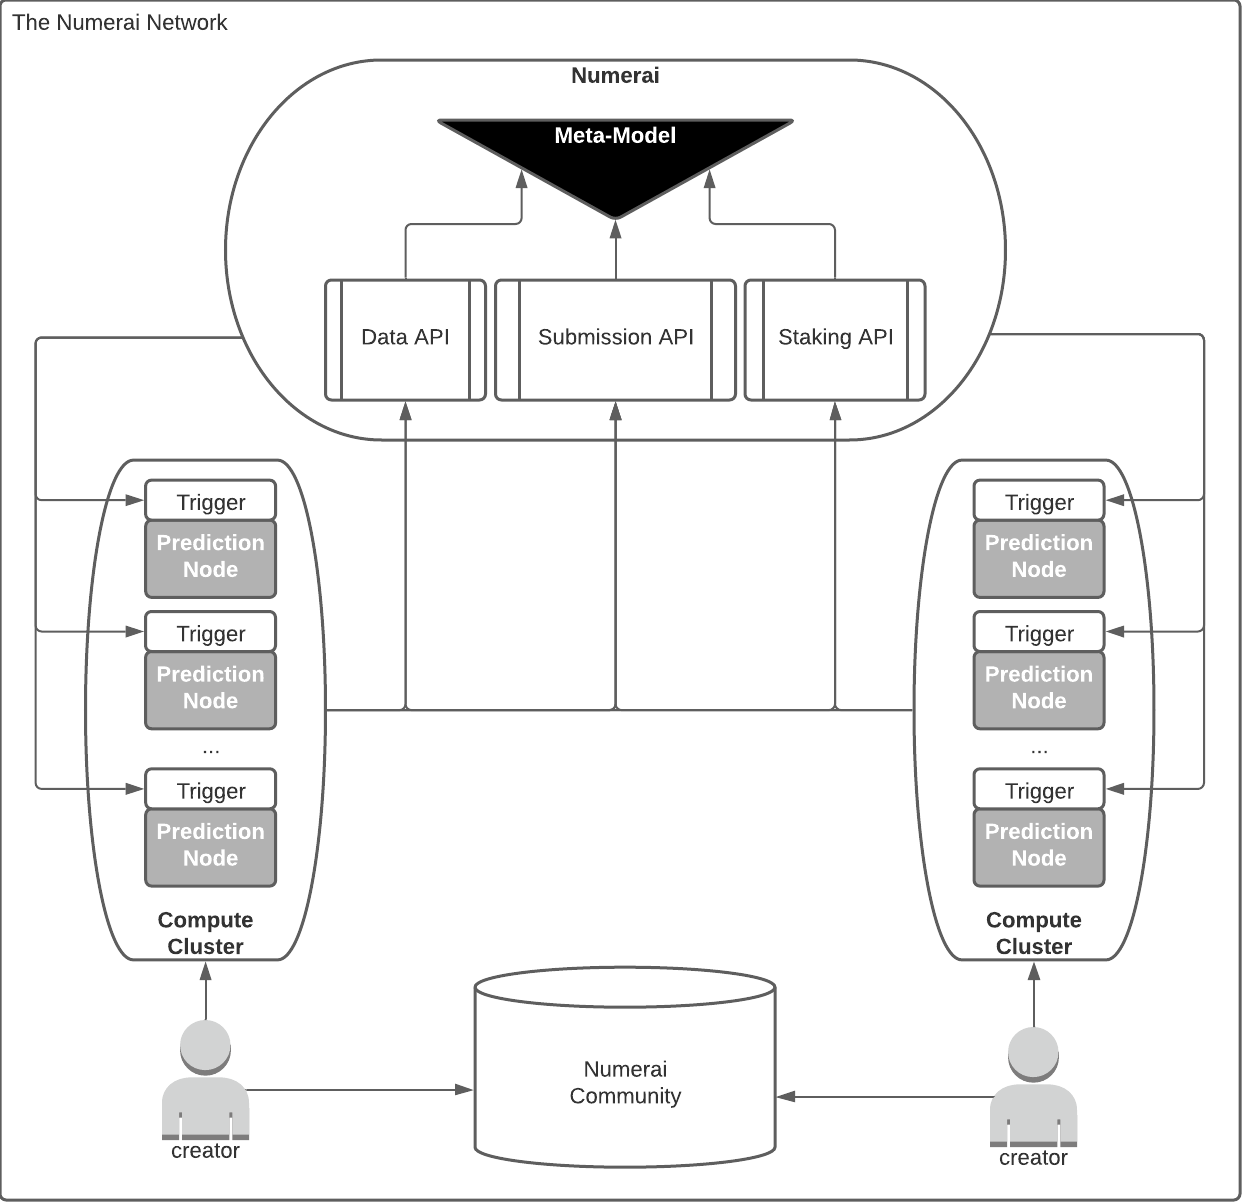 The Numerai Network
Numerai
Meta-Model
Data API
Submission API
Staking API
Trigger
Prediction
Node
Trigger
Prediction
Node
...
Trigger
Prediction
Node
Compute
Cluster
Trigger
Prediction
Node
Trigger
Prediction
Node
...
Trigger
Prediction
Node
Compute
Cluster
creator
Numerai
Community
creator